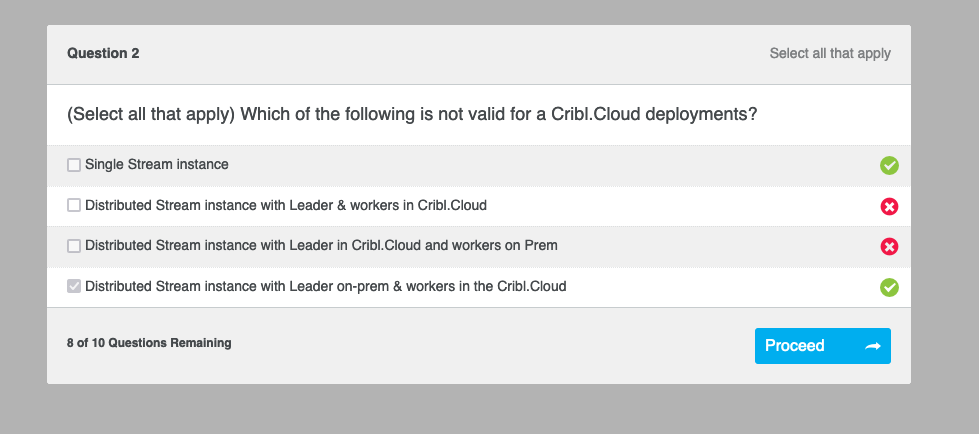 Question 2
Select all that apply
(Select all that apply) Which of the following is not valid for a Cribl.Cloud deployments?
Single Stream instance
Distributed Stream instance with Leader & workers in Cribl.Cloud
Distributed Stream instance with Leader in Cribl.Cloud and workers on Prem
Distributed Stream instance with Leader on-prem & workers in the Cribl.Cloud
8 of 10 Questions Remaining
Proceed